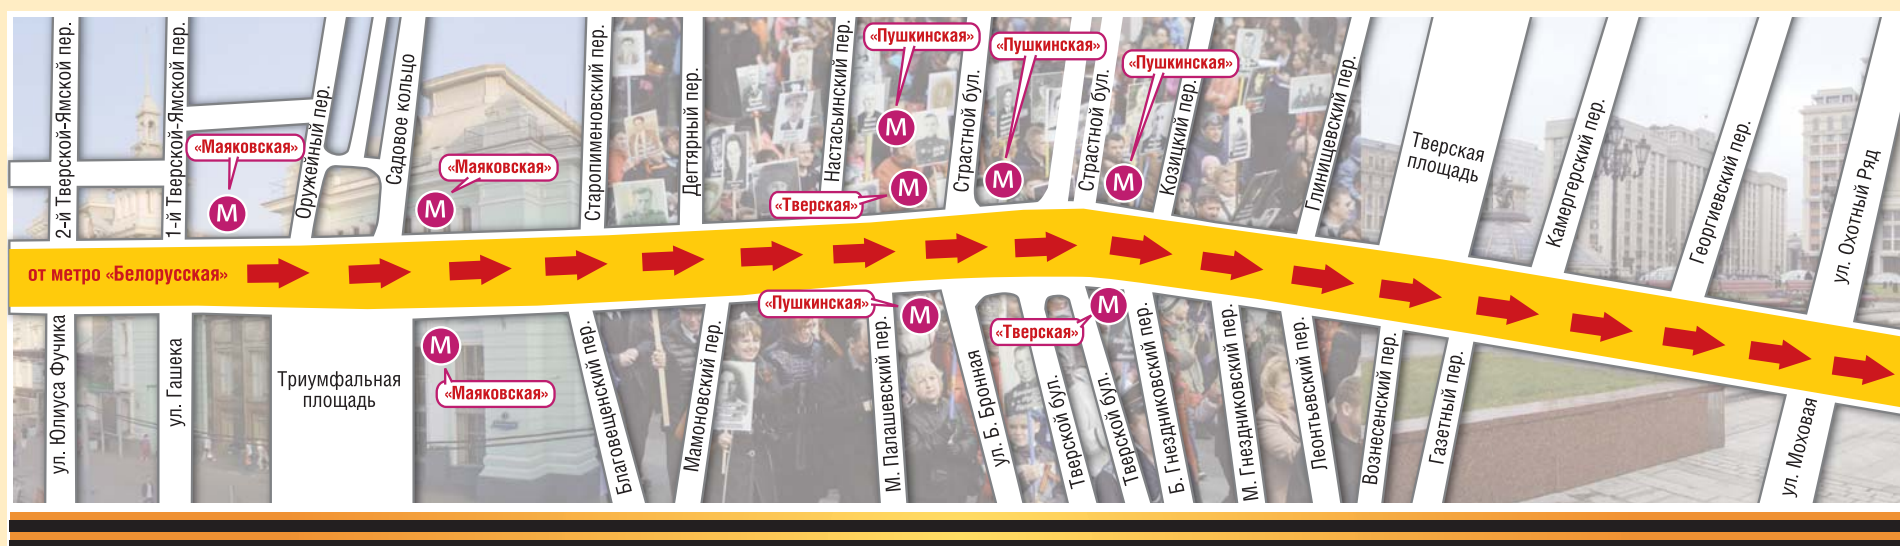 2-й Тверской-Ямской пер.
1-й Тверской-Ямской пер.
«Маяковская»
М
Оружейный пер.
Садовое кольцо
«Маяковская»
М
Старопименовский пер.
Дегтярный пер.
Настасьинский пер.
«Пушкинская»
М
«Тверская»
М
Страстной бул.
«Пушкинская»
М
Страстной бул.
«Пушкинская»
М
Козицкий пер.
Глинищевский пер.
Тверская
площадь
Камергерский пер.
Георгиевский пер.
ул. Охотный Ряд
от метро «Белорусская»
ул. Юлиуса Фучика
ул. Гашека
Триумфальная
площадь
М
«Маяковская»
Благовещенский пер.
Мамоновский пер.
«Пушкинская»
М
М. Палашевский пер.
ул. Б. Бронная
«Тверская»
М
Тверской бул.
Тверской бул.
Б. Гнездниковский пер.
М. Гнездниковский пер.
Леонтьевский пер.
Вознесенский пер.
Газетный пер.
ул. Моховая